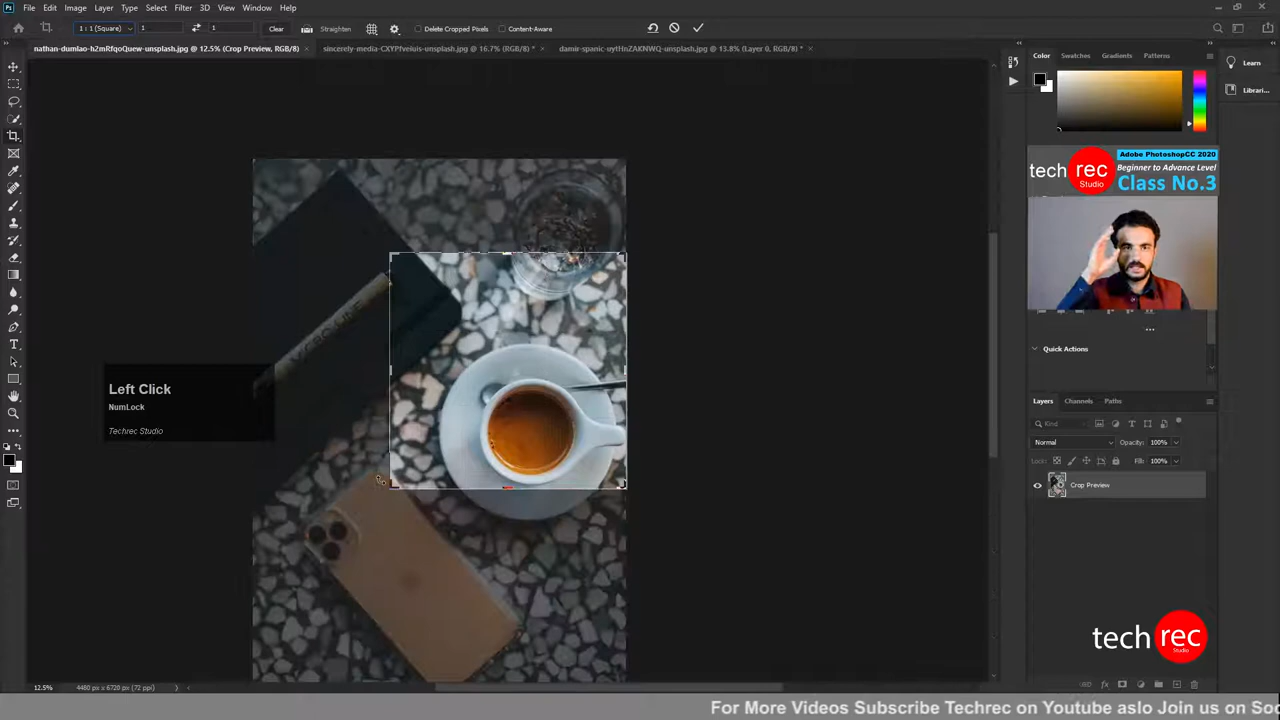 File Edit Image Layer Type Select Filter 3D View Window Help
1 : 1 (Square) 1 1 Clear Straighten Delete Cropped Pixels Content-Aware
nathan-dumlao-h2mRfqoQuew-unsplash.jpg @ 12.5% (Crop Preview, RGB/8) × sincerely-media-CXYPfveiuis-unsplash.jpg @ 16.7% (RGB/8) * × damir-spanic-uytHnZAKNWQ-unsplash.jpg @ 13.8% (Layer 0, RGB/8) * ×
Color Swatches Gradients Patterns
Learn
Librari...
tech rec Studio
Adobe PhotoshopCC 2020
Beginner to Advance Level
Class No.3
Quick Actions
Left Click
NumLock
Techrec Studio
Layers Channels Paths
Kind
Normal Opacity: 100%
Lock: Fill: 100%
Crop Preview
tech rec
Studio
12.5% 4480 px x 6720 px (72 ppi)
For More Videos Subscribe Techrec on Youtube aslo Join us on Soc